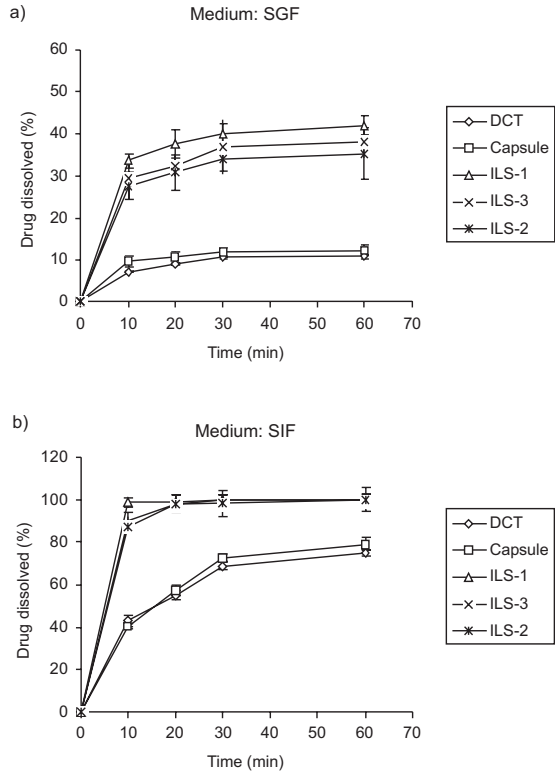 a)
Medium: SGF
60
50
40
30
20
10
0
Drug dissolved (%)
0 10 20 30 40 50 60 70
Time (min)
DCT
Capsule
ILS-1
ILS-3
ILS-2
b)
Medium: SIF
120
100
80
60
40
20
0
Drug dissolved (%)
0 10 20 30 40 50 60 70
Time (min)
DCT
Capsule
ILS-1
ILS-3
ILS-2